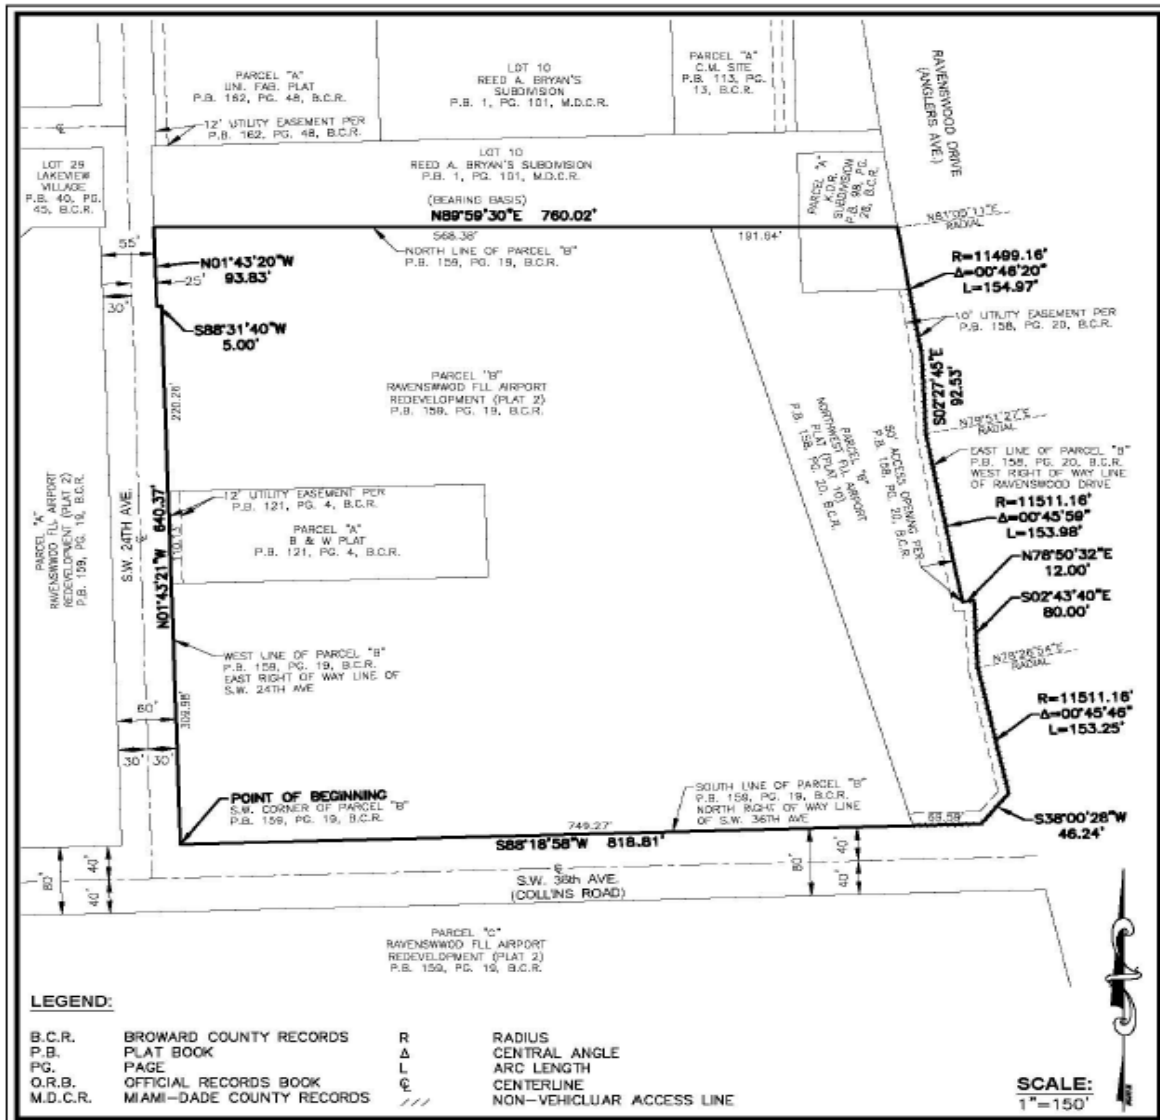 PARCEL "A"
UNI. FAB. PLAT
P.B. 162, PG. 48, B.C.R.
12' UTILITY EASEMENT PER
P.B. 162, PG. 48, B.C.R.
LOT 10
REED A. BRYAN'S
SUBDIVISION
P.B. 1, PG. 101, M.D.C.R.
PARCEL "A"
C.M. SITE
P.B. 113, PG.
13, B.C.R.
RAVENSWOOD DRIVE
(ANGLERS AVE.)
LOT 29
LAKEVIEW
VILLAGE
P.B. 40, PG.
45, B.C.R.
LOT 10
REED A. BRYAN'S SUBDIVISION
P.B. 1, PG. 101, M.D.C.R.
PARCEL "A"
K.D.R.
SUBDIVISION
P.B. 98, PG.
28, B.C.R.
(BEARING BASIS)
N89°59'30"E 760.02'
568.38'
191.64'
NORTH LINE OF PARCEL "B"
P.B. 159, PG. 19, B.C.R.
N81°05'11"E
RADIAL
55'
N01°43'20"W
93.83'
25'
30'
S88°31'40"W
5.00'
R=11499.16'
Δ=00°46'20"
L=154.97'
10' UTILITY EASEMENT PER
P.B. 158, PG. 20, B.C.R.
S02°27'45"E
92.53'
220.26'
PARCEL "B"
RAVENSWWOD FLL AIRPORT
REDEVELOPMENT (PLAT 2)
P.B. 159, PG. 19, B.C.R.
PARCEL "B"
NORTHWEST FLL AIRPORT
PLAT (PLAT 10)
P.B. 158, PG. 20, B.C.R.
50' ACCESS OPENING PER
P.B. 158, PG. 20, B.C.R.
N79°51'27"E
RADIAL
EAST LINE OF PARCEL "B"
P.B. 158, PG. 20, B.C.R.
WEST RIGHT OF WAY LINE
OF RAVENSWOOD DRIVE
R=11511.16'
Δ=00°45'59"
L=153.98'
N78°50'32"E
12.00'
S02°43'40"E
80.00'
N78°26'54"E
RADIAL
R=11511.16'
Δ=00°45'46"
L=153.25'
PARCEL "A"
RAVENSWWOD FLL AIRPORT
REDEVELOPMENT (PLAT 2)
P.B. 159, PG. 19, B.C.R.
S.W. 24TH AVE.
℄
N01°43'21"W 640.37'
12' UTILITY EASEMENT PER
P.B. 121, PG. 4, B.C.R.
110.13'
PARCEL "A"
B & W PLAT
P.B. 121, PG. 4, B.C.R.
WEST LINE OF PARCEL "B"
P.B. 159, PG. 19, B.C.R.
EAST RIGHT OF WAY LINE OF
S.W. 24TH AVE
309.98'
60'
30' 30'
POINT OF BEGINNING
S.W. CORNER OF PARCEL "B"
P.B. 159, PG. 19, B.C.R.
SOUTH LINE OF PARCEL "B"
P.B. 159, PG. 19, B.C.R.
NORTH RIGHT OF WAY LINE
OF S.W. 36TH AVE
749.27'
69.59'
S88°18'58"W 818.81'
S38°00'28"W
46.24'
80'
40'
40'
℄
S.W. 36th AVE.
(COLLINS ROAD)
80'
40'
40'
PARCEL "C"
RAVENSWWOD FLL AIRPORT
REDEVELOPMENT (PLAT 2)
P.B. 159, PG. 19, B.C.R.
LEGEND:
B.C.R. BROWARD COUNTY RECORDS R RADIUS
P.B. PLAT BOOK Δ CENTRAL ANGLE
PG. PAGE L ARC LENGTH
O.R.B. OFFICIAL RECORDS BOOK ℄ CENTERLINE
M.D.C.R. MIAMI-DADE COUNTY RECORDS /// NON-VEHICLUAR ACCESS LINE
SCALE:
1"=150'